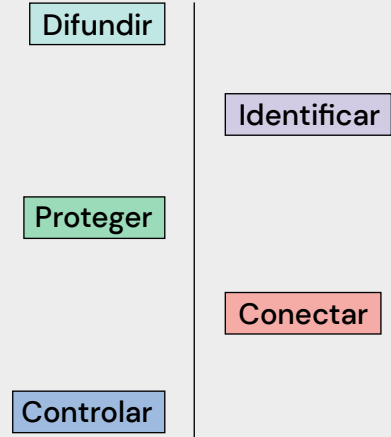 Difundir
Identificar
Proteger
Conectar
Controlar